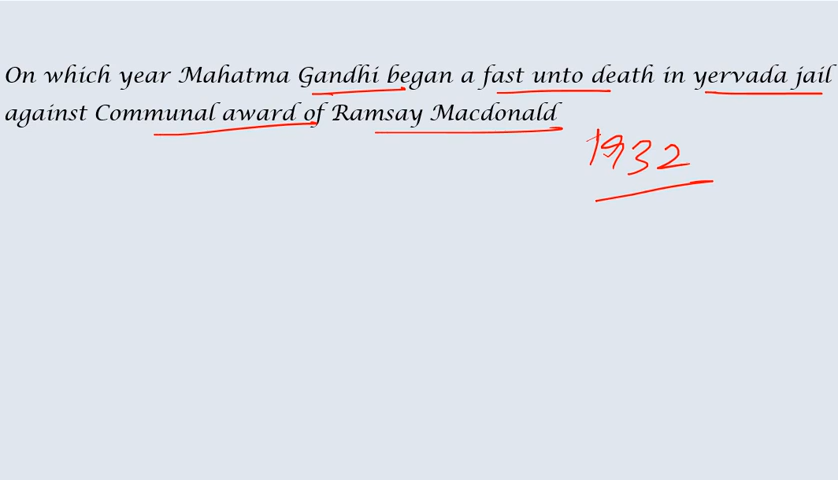 On which year Mahatma Gandhi began a fast unto death in yervada jail
against Communal award of Ramsay Macdonald
1932